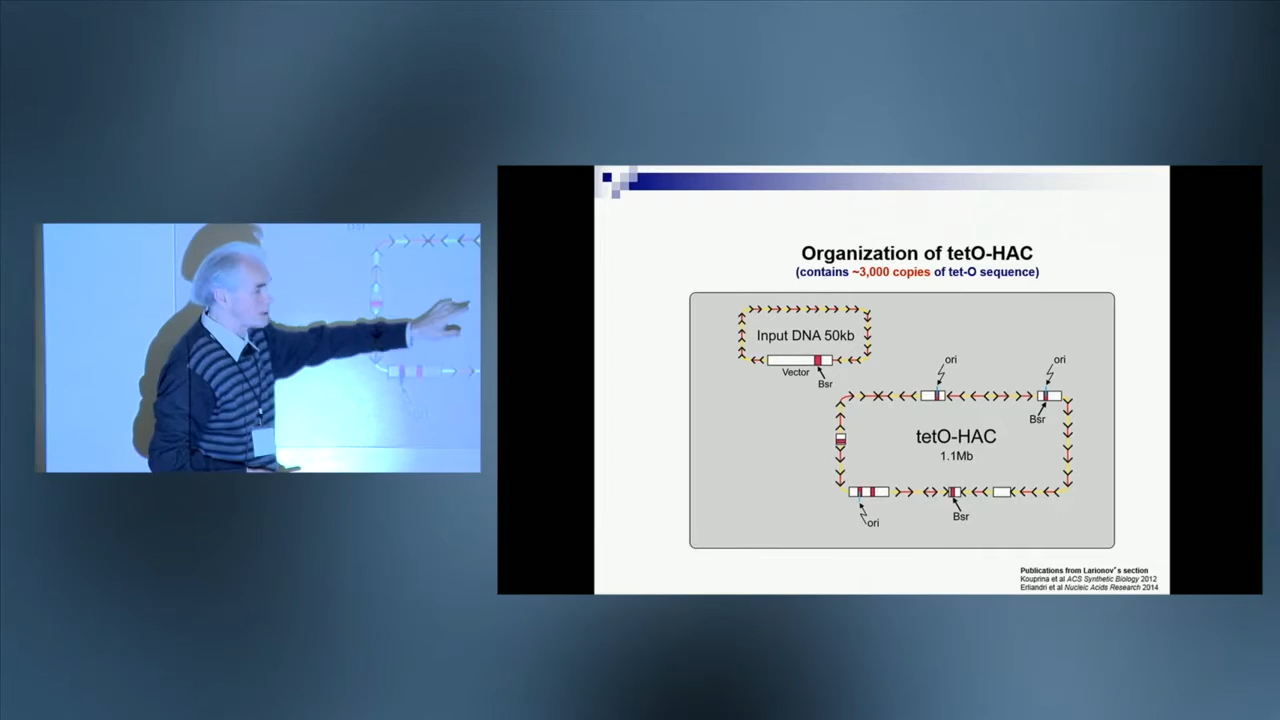 Organization of tetO-HAC
(contains ~3,000 copies of tet-O sequence)
Input DNA 50kb
Vector
Bsr
ori
ori
Bsr
tetO-HAC
1.1Mb
ori
Bsr
Publications from Larionov's section
Kouprina et al ACS Synthetic Biology 2012
Erliandri et al Nucleic Acids Research 2014